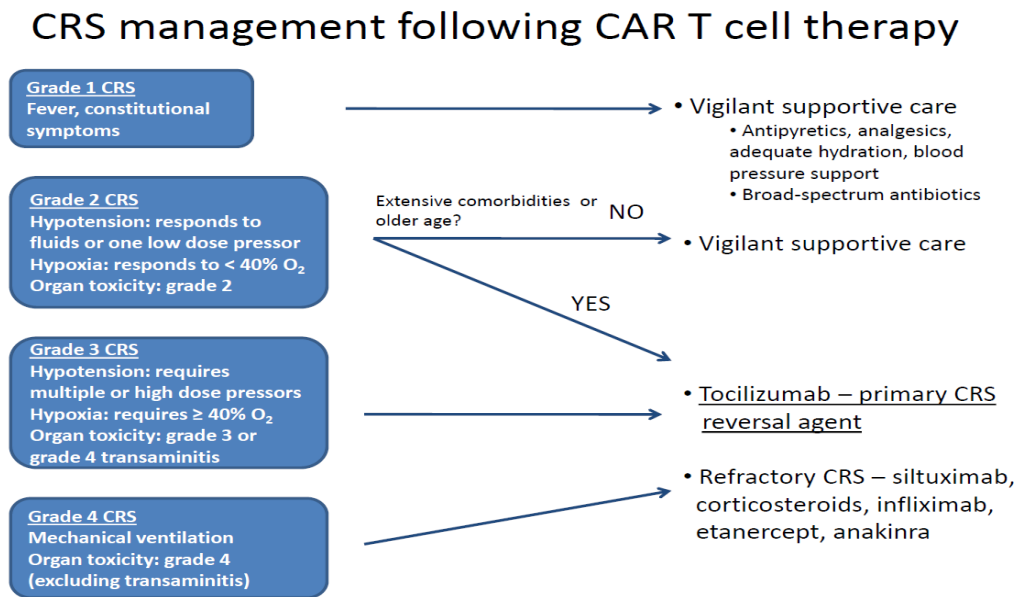 CRS management following CAR T cell therapy
Grade 1 CRS
Fever, constitutional
symptoms
• Vigilant supportive care
• Antipyretics, analgesics,
adequate hydration, blood
pressure support
• Broad-spectrum antibiotics
Grade 2 CRS
Hypotension: responds to
fluids or one low dose pressor
Hypoxia: responds to < 40% O₂
Organ toxicity: grade 2
Extensive comorbidities or
older age?
NO
• Vigilant supportive care
YES
Grade 3 CRS
Hypotension: requires
multiple or high dose pressors
Hypoxia: requires ≥ 40% O₂
Organ toxicity: grade 3 or
grade 4 transaminitis
• Tocilizumab – primary CRS
reversal agent
Grade 4 CRS
Mechanical ventilation
Organ toxicity: grade 4
(excluding transaminitis)
• Refractory CRS – siltuximab,
corticosteroids, infliximab,
etanercept, anakinra